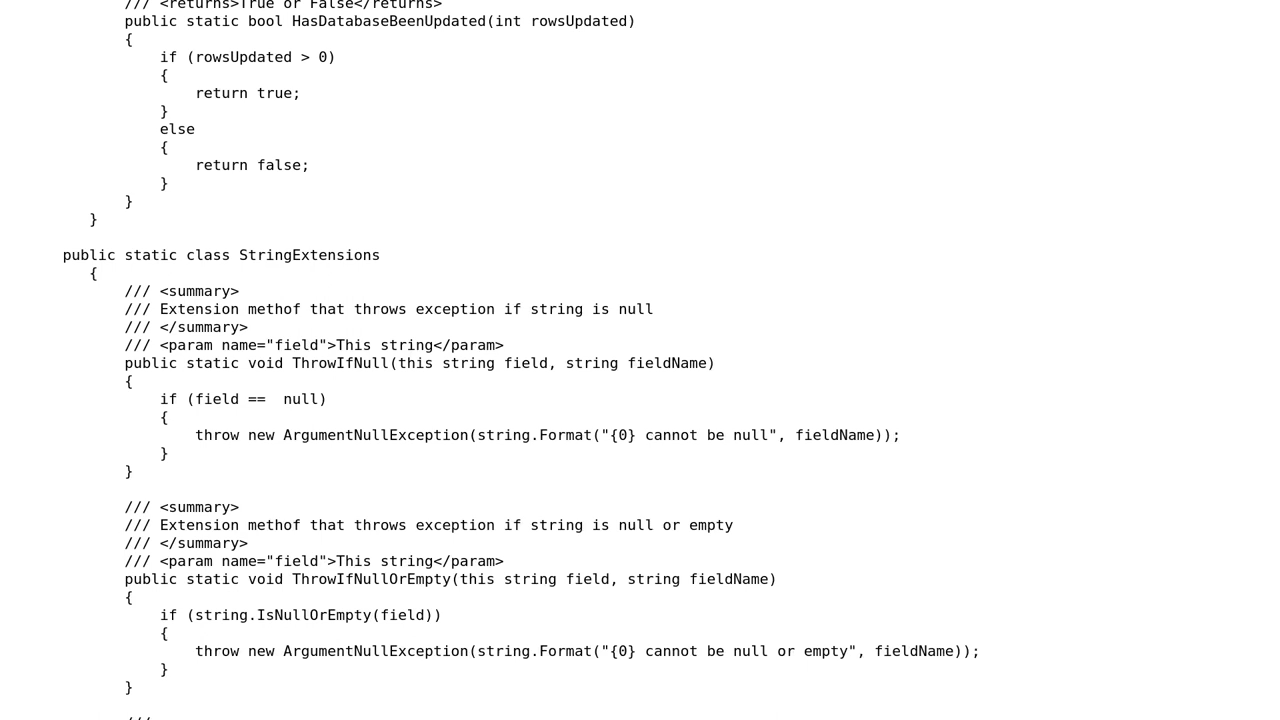 /// <returns>True or False</returns>
public static bool HasDatabaseBeenUpdated(int rowsUpdated)
{
if (rowsUpdated > 0)
{
return true;
}
else
{
return false;
}
}
}
public static class StringExtensions
{
/// <summary>
/// Extension methof that throws exception if string is null
/// </summary>
/// <param name="field">This string</param>
public static void ThrowIfNull(this string field, string fieldName)
{
if (field ==  null)
{
throw new ArgumentNullException(string.Format("{0} cannot be null", fieldName));
}
}
/// <summary>
/// Extension methof that throws exception if string is null or empty
/// </summary>
/// <param name="field">This string</param>
public static void ThrowIfNullOrEmpty(this string field, string fieldName)
{
if (string.IsNullOrEmpty(field))
{
throw new ArgumentNullException(string.Format("{0} cannot be null or empty", fieldName));
}
}
///